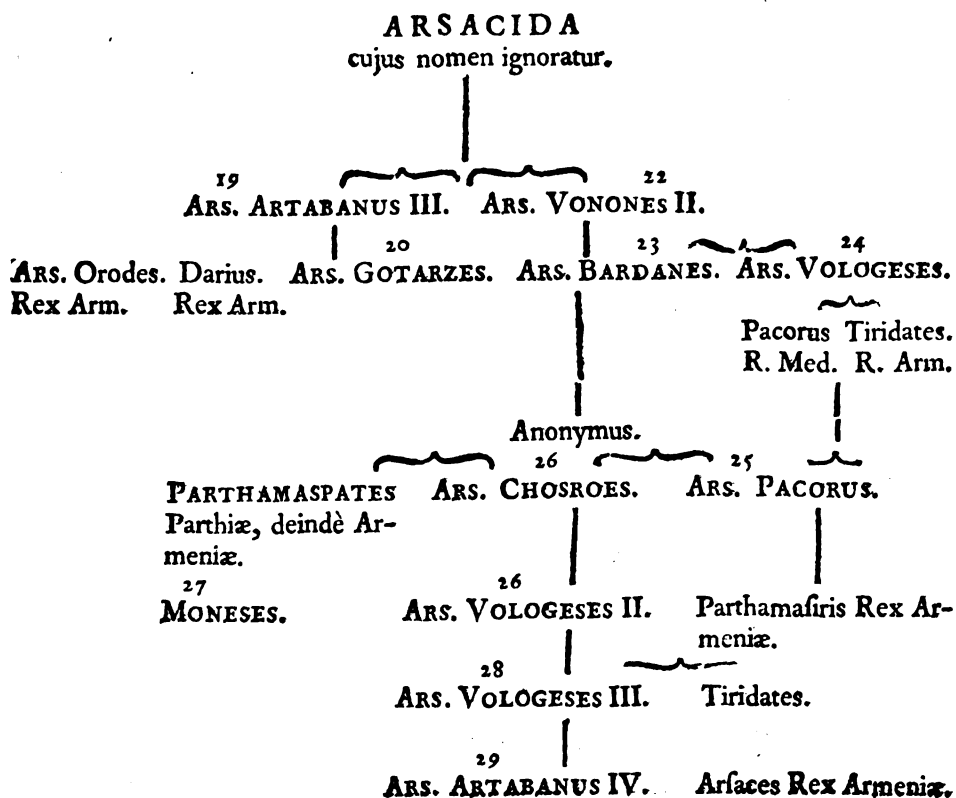 ARSACIDA
cujus nomen ignoratur.
19 22
ARS. ARTABANUS III. ARS. VONONES II.
20 23 24
ARS. Orodes. Darius. ARS. GOTARZES. ARS. BARDANES. ARS. VOLOGESES.
Rex Arm. Rex Arm.
Pacorus Tiridates.
R. Med. R. Arm.
Anonymus.
26 25
PARTHAMASPATES ARS. CHOSROES. ARS. PACORUS.
Parthiæ, deindè Ar-
meniæ.
27 26
MONESES. ARS. VOLOGESES II. Parthamaſiris Rex Ar-
meniæ.
28
ARS. VOLOGESES III. Tiridates.
29
ARS. ARTABANUS IV. Arſaces Rex Armeniæ.